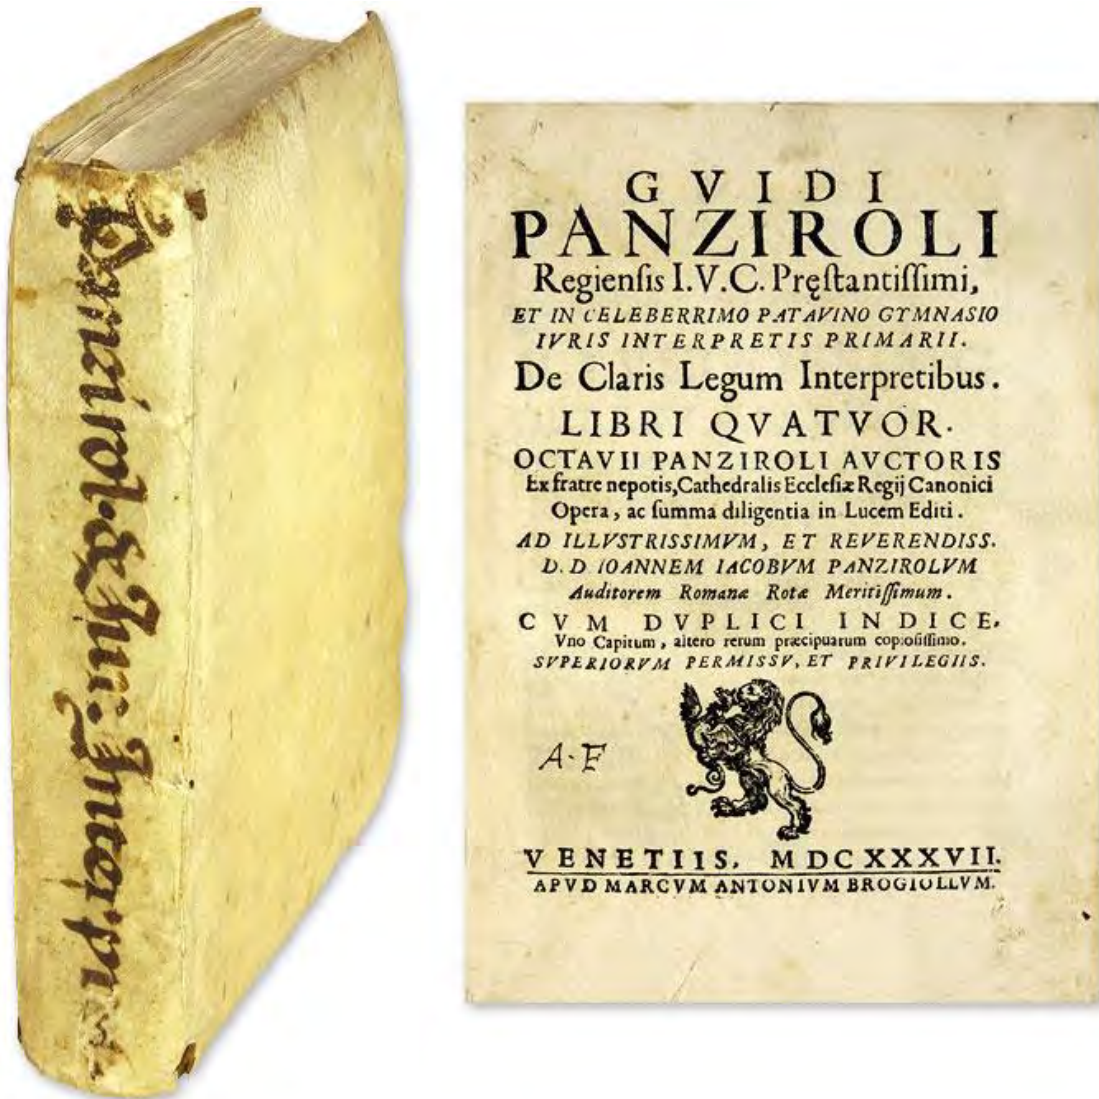 Panzirol. &
GVIDI
PANZIROLI
Regienſis I.V.C. Pręſtantiſſimi,
ET IN CELEBERRIMO PATAVINO GYMNASIO
IVRIS INTERPRETIS PRIMARII.
De Claris Legum Interpretibus.
LIBRI QVATVOR.
OCTAVII PANZIROLI AVCTORIS
Ex fratre nepotis, Cathedralis Eccleſiæ Regij Canonici
Opera, ac ſumma diligentia in Lucem Editi.
AD ILLVSTRISSIMVM, ET REVERENDISS.
D. D IOANNEM IACOBVM PANZIROLVM
Auditorem Romanæ Rotæ Meritiſſimum.
CVM DVPLICI INDICE,
Vno Capitum, altero rerum præcipuarum copioſiſſimo.
SVPERIORVM PERMISSV, ET PRIVILEGIIS.
A·F
VENETIIS, MDCXXXVII.
APVD MARCVM ANTONIVM BROGIOLLVM.